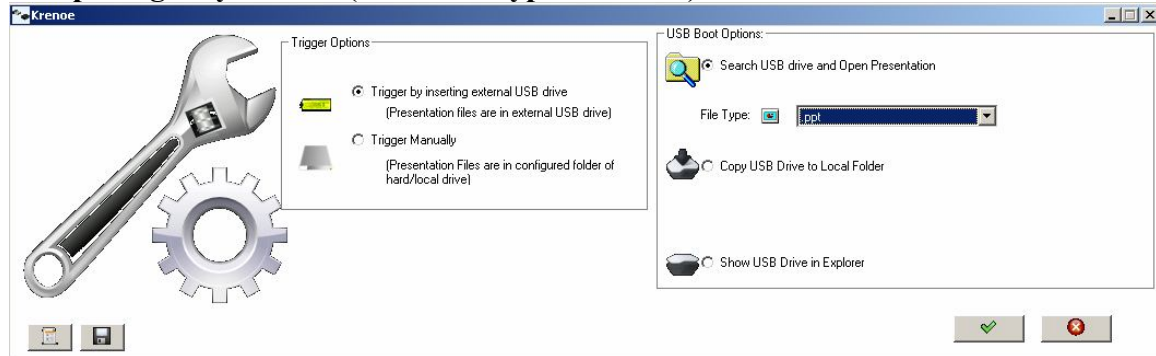 Krenoe
Trigger Options
Trigger by inserting external USB drive
(Presentation files are in external USB drive)
Trigger Manually
(Presentation Files are in configured folder of
hard/local drive)
USB Boot Options:
Search USB drive and Open Presentation
File Type:
.ppt
Copy USB Drive to Local Folder
Show USB Drive in Explorer